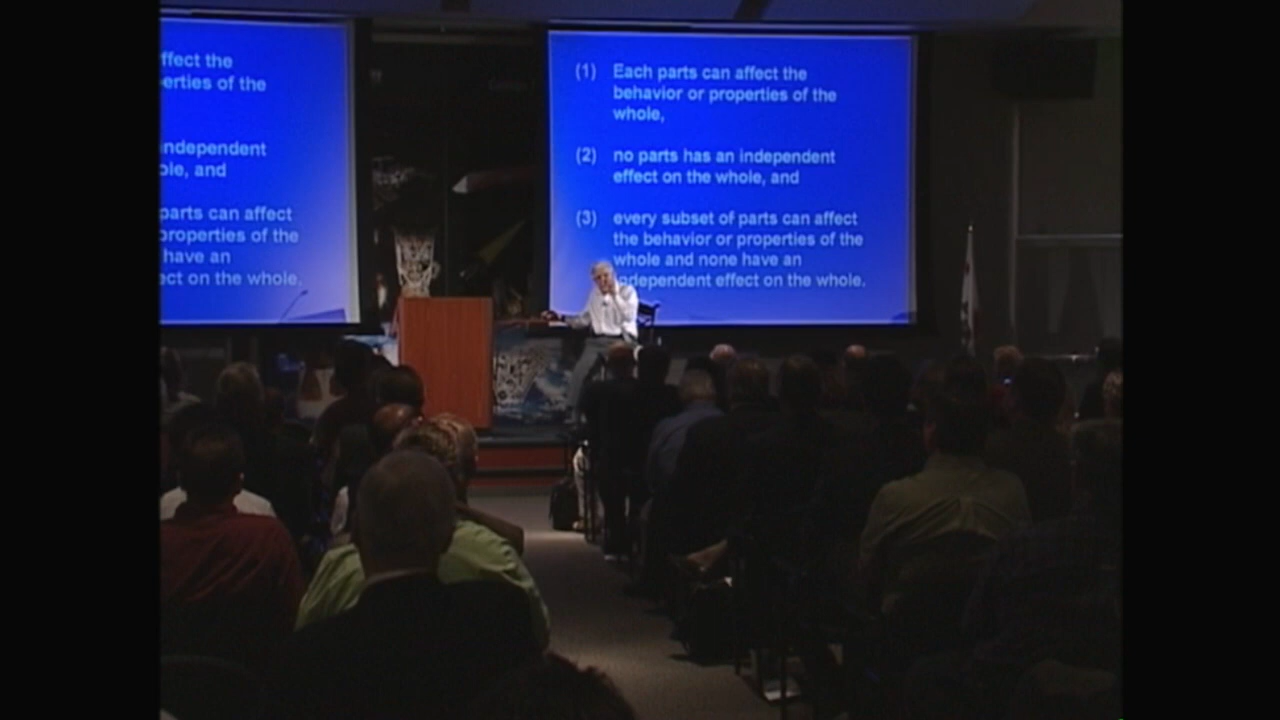 ffect the
erties of the
ndependent
ole, and
parts can affect
properties of the
have an
ect on the whole.
(1) Each parts can affect the
behavior or properties of the
whole,
(2) no parts has an independent
effect on the whole, and
(3) every subset of parts can affect
the behavior or properties of the
whole and none have an
ndependent effect on the whole.